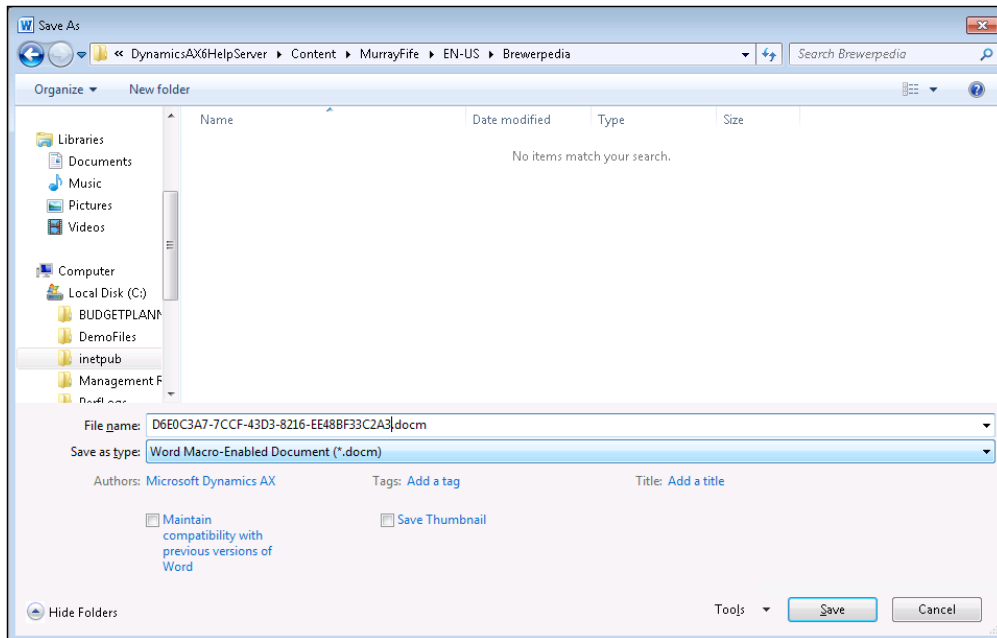 Save As
« DynamicsAX6HelpServer Content MurrayFife EN-US Brewerpedia Search Brewerpedia
Organize New folder
Name Date modified Type Size
No items match your search.
Libraries
Documents
Music
Pictures
Videos
Computer
Local Disk (C:)
BUDGETPLANN
DemoFiles
inetpub
Management R
PerfLogs
File name: D6E0C3A7-7CCF-43D3-8216-EE48BF33C2A3.docm
Save as type: Word Macro-Enabled Document (*.docm)
Authors: Microsoft Dynamics AX Tags: Add a tag Title: Add a title
Maintain compatibility with previous versions of Word
Save Thumbnail
Hide Folders Tools Save Cancel